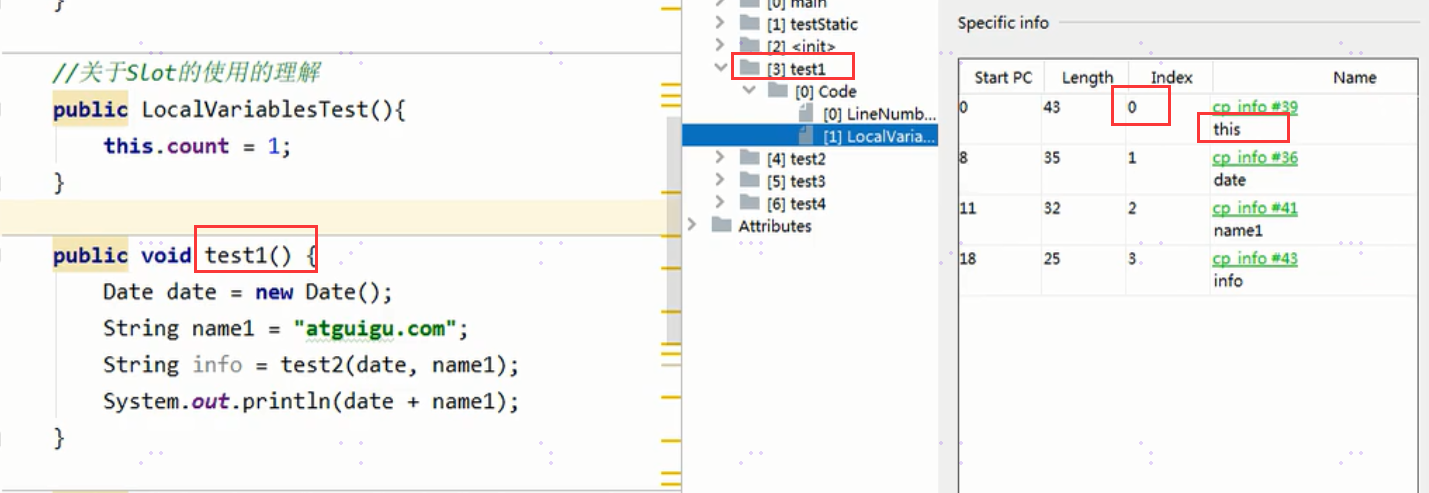 }
//关于Slot的使用的理解
public LocalVariablesTest(){
this.count = 1;
}
public void test1() {
Date date = new Date();
String name1 = "atguigu.com";
String info = test2(date, name1);
System.out.println(date + name1);
}
[0] main
[1] testStatic
[2] <init>
[3] test1
[0] Code
[0] LineNumb...
[1] LocalVaria...
[4] test2
[5] test3
[6] test4
Attributes
Specific info
Start PC Length Index Name
0 43 0 cp info #39
this
8 35 1 cp info #36
date
11 32 2 cp info #41
name1
18 25 3 cp info #43
info